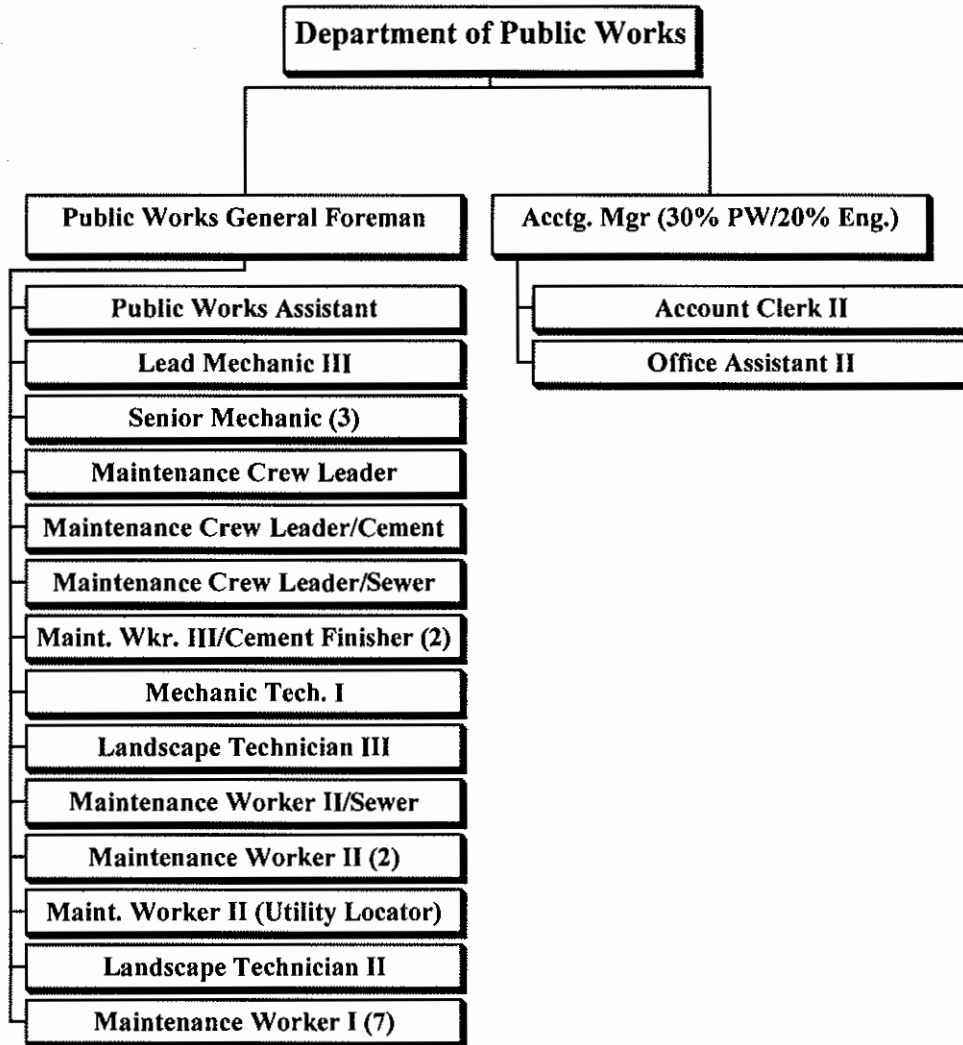 Department of Public Works
Public Works General Foreman
Public Works Assistant
Lead Mechanic III
Senior Mechanic (3)
Maintenance Crew Leader
Maintenance Crew Leader/Cement
Maintenance Crew Leader/Sewer
Maint. Wkr. III/Cement Finisher (2)
Mechanic Tech. I
Landscape Technician III
Maintenance Worker II/Sewer
Maintenance Worker II (2)
Maint. Worker II (Utility Locator)
Landscape Technician II
Maintenance Worker I (7)
Acctg. Mgr (30% PW/20% Eng.)
Account Clerk II
Office Assistant II